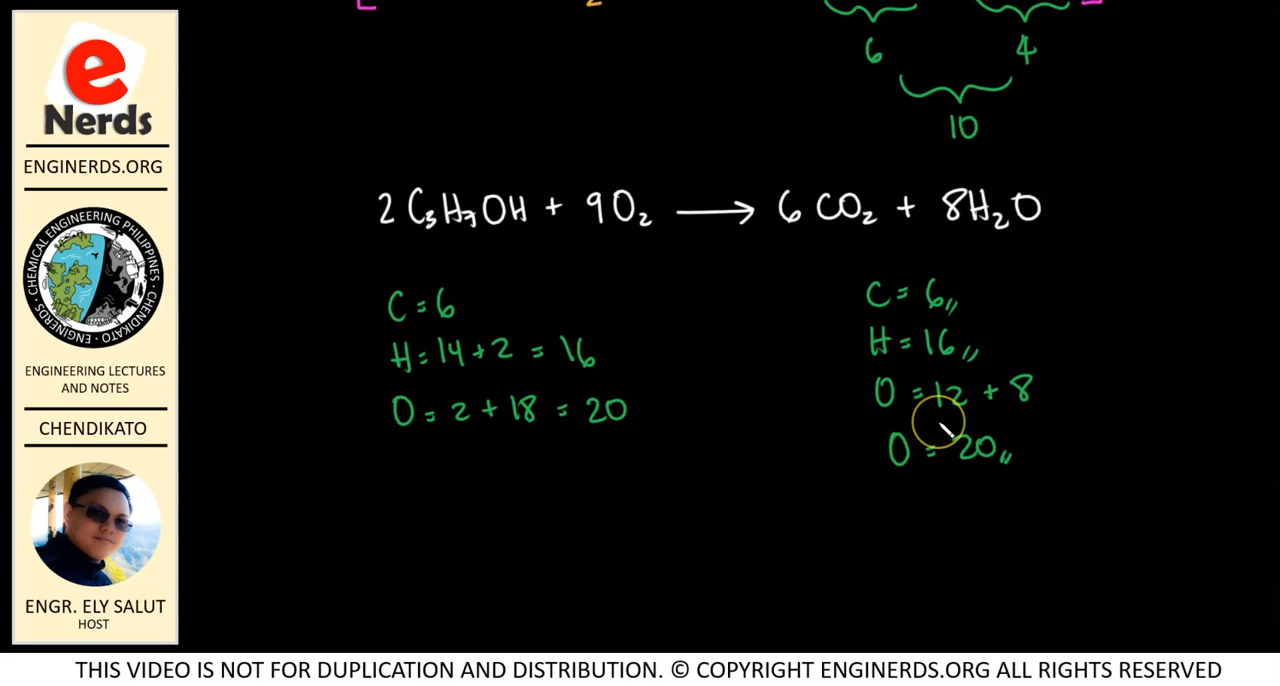 e
Nerds
ENGINERDS.ORG
CHEMICAL ENGINEERING PHILIPPINES
CHENDIKATO - ENGINERDS.ORG
ENGINEERING LECTURES
AND NOTES
CHENDIKATO
ENGR. ELY SALUT
HOST
6 4
10
2 C₃H₇OH + 9O₂ ⟶ 6 CO₂ + 8H₂O
C = 6
H = 14 + 2 = 16
O = 2 + 18 = 20
C = 6,,
H = 16,,
O = 12 + 8
O = 20,,
THIS VIDEO IS NOT FOR DUPLICATION AND DISTRIBUTION. © COPYRIGHT ENGINERDS.ORG ALL RIGHTS RESERVED